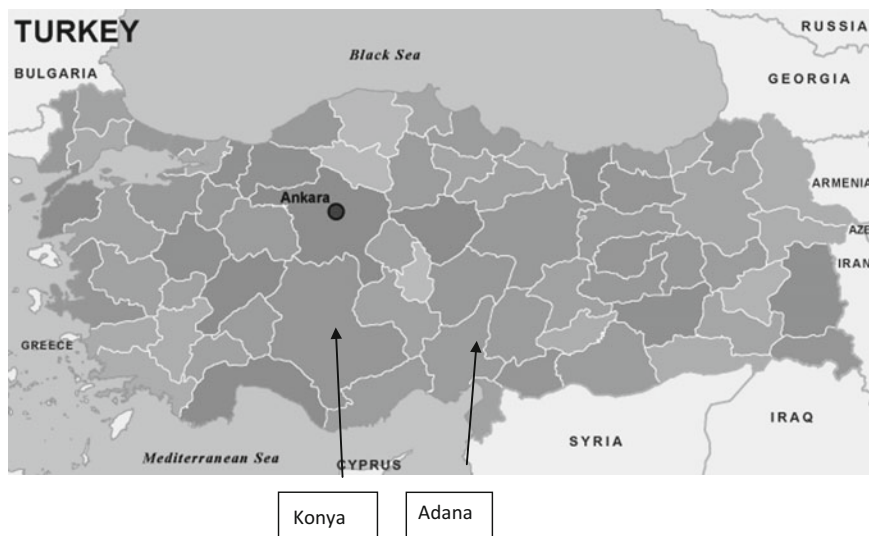 TURKEY
RUSSIA
BULGARIA
Black Sea
GEORGIA
ARMENIA
Ankara
AZE
IRAN
GREECE
IRAQ
SYRIA
Mediterranean Sea
CYPRUS
Konya
Adana